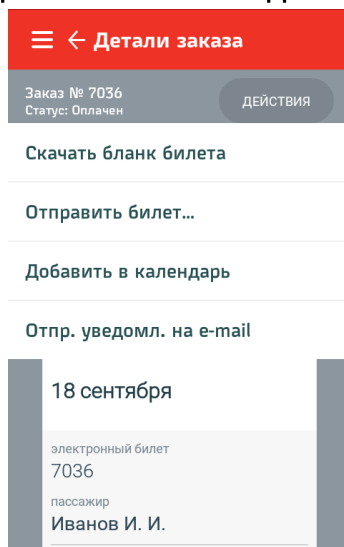 Детали заказа
Заказ № 7036
Статус: Оплачен
ДЕЙСТВИЯ
Скачать бланк билета
Отправить билет...
Добавить в календарь
Отпр. уведомл. на e-mail
18 сентября
электронный билет
7036
пассажир
Иванов И. И.